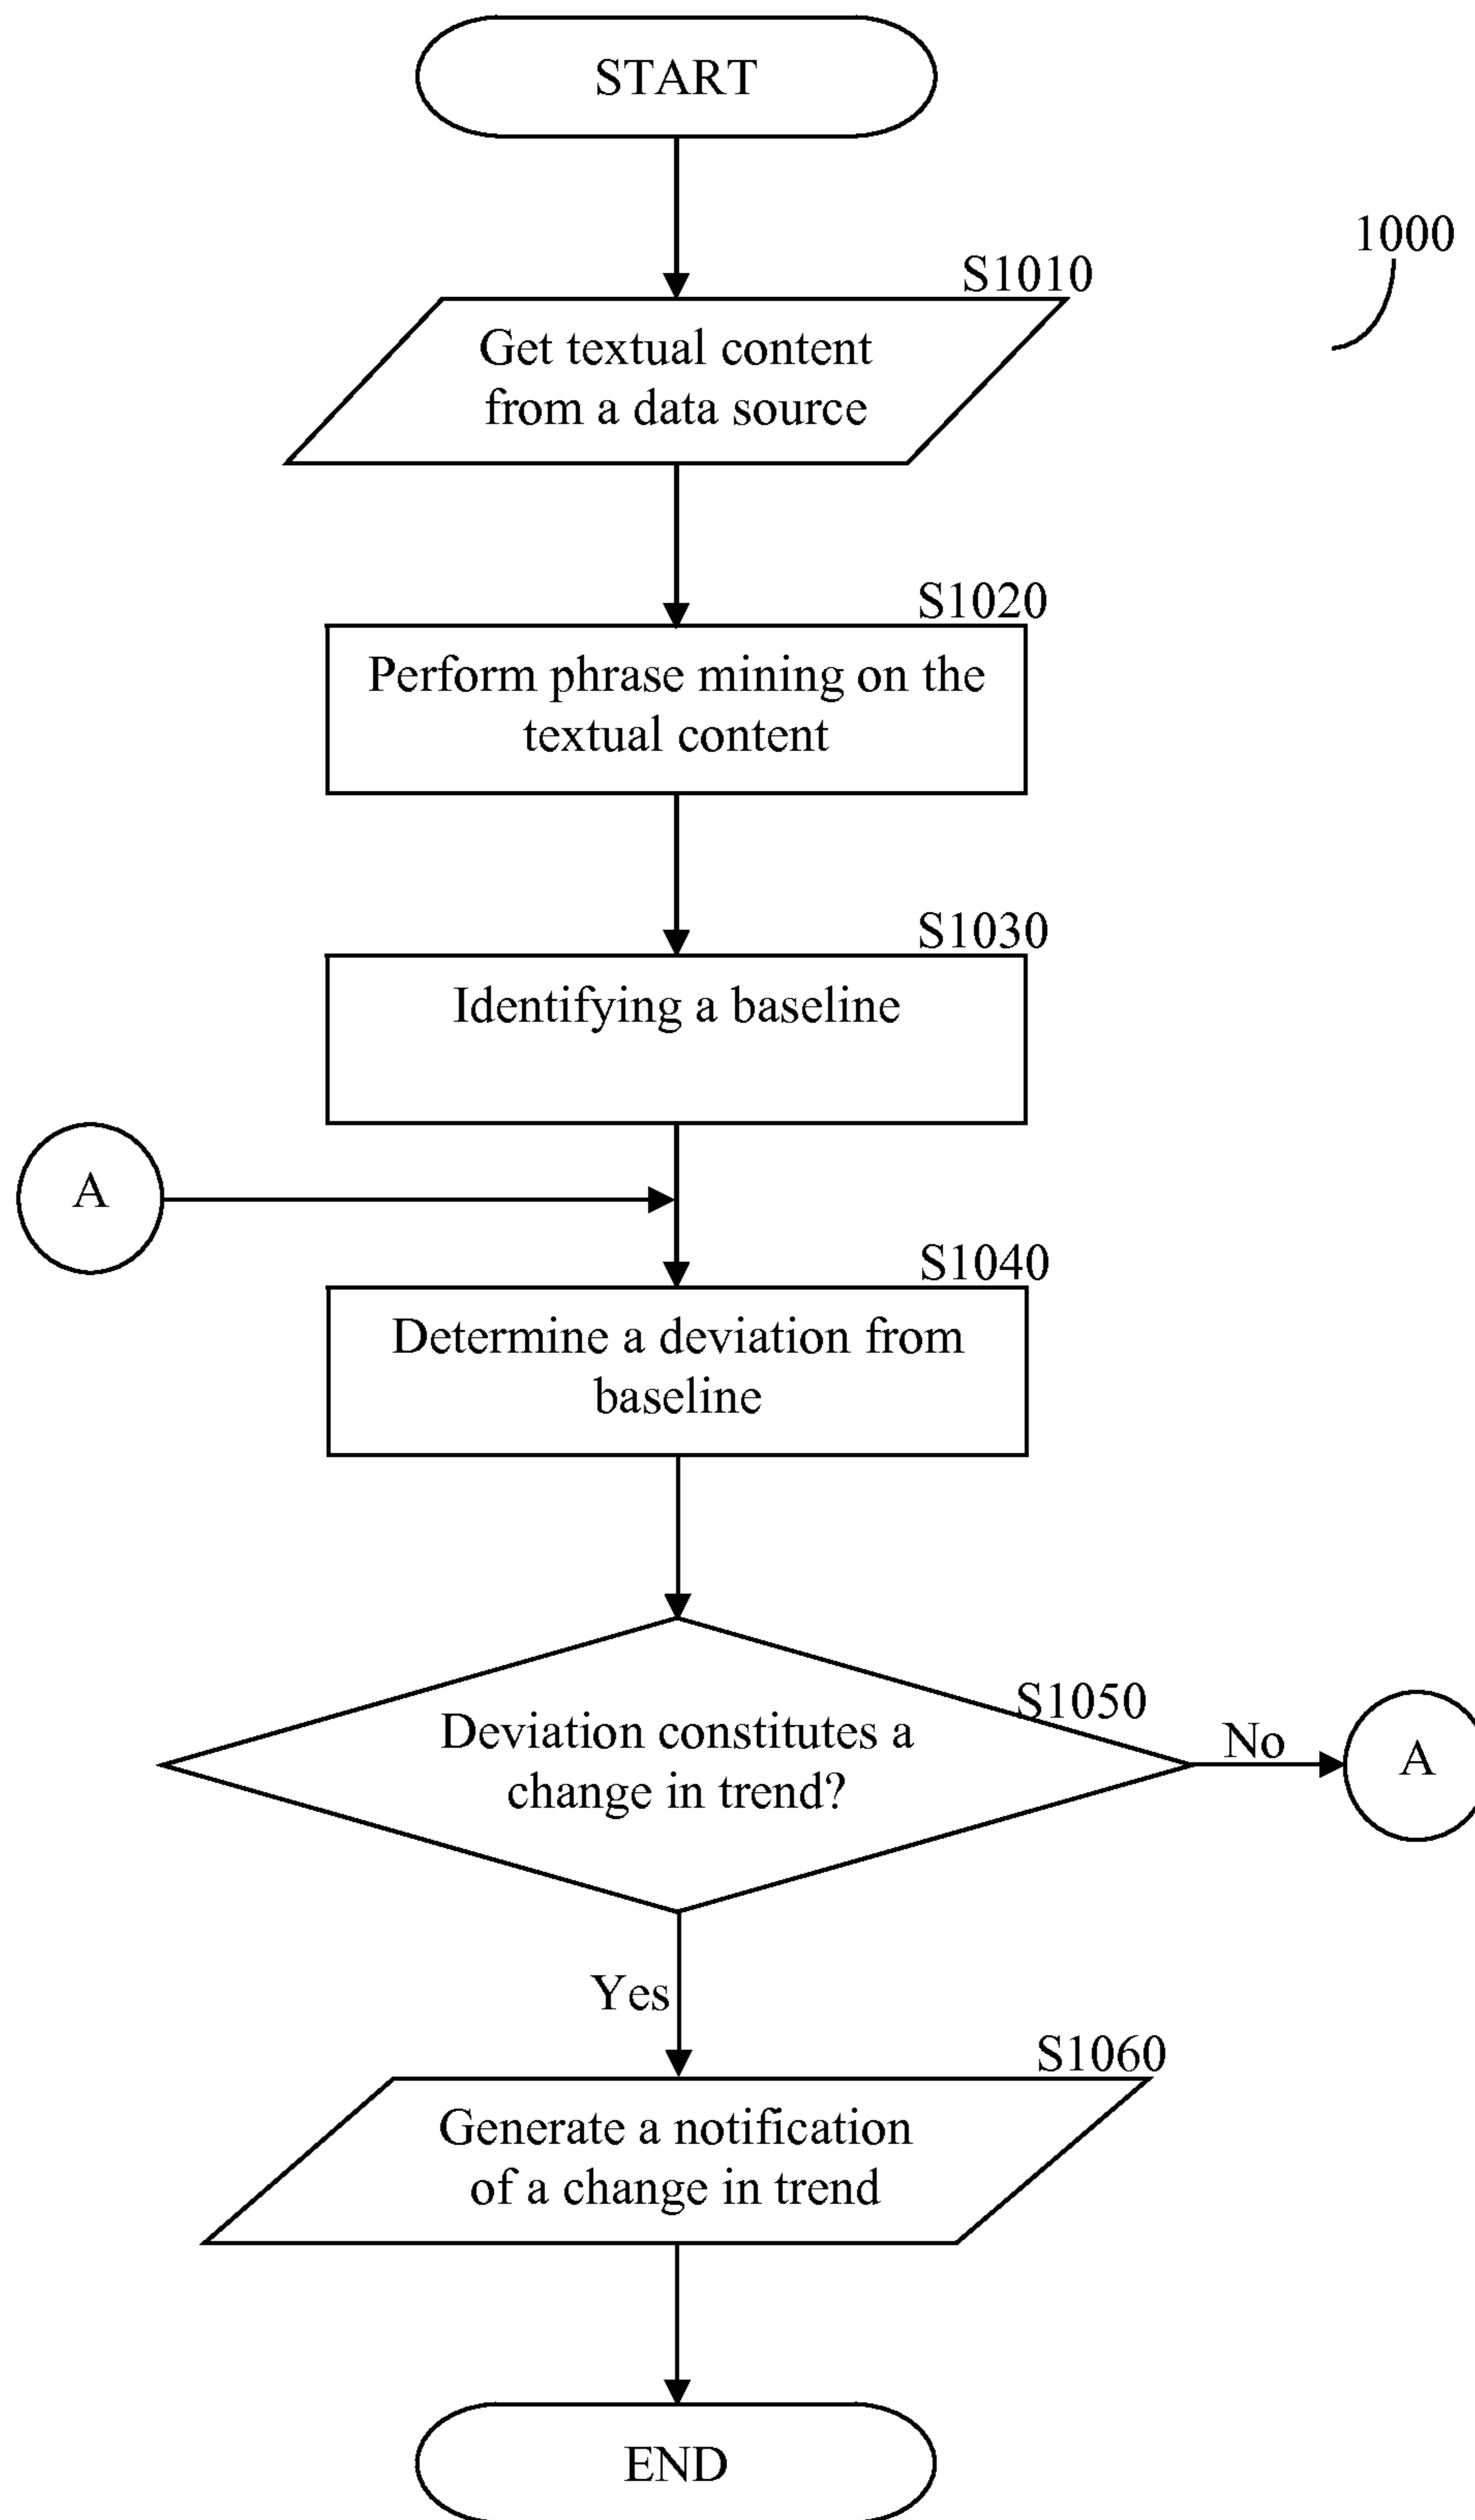 START
1000
S1010
Get textual content
from a data source
S1020
Perform phrase mining on the
textual content
S1030
Identifying a baseline
A
S1040
Determine a deviation from
baseline
S1050
Deviation constitutes a
change in trend?
No
A
Yes
S1060
Generate a notification
of a change in trend
END